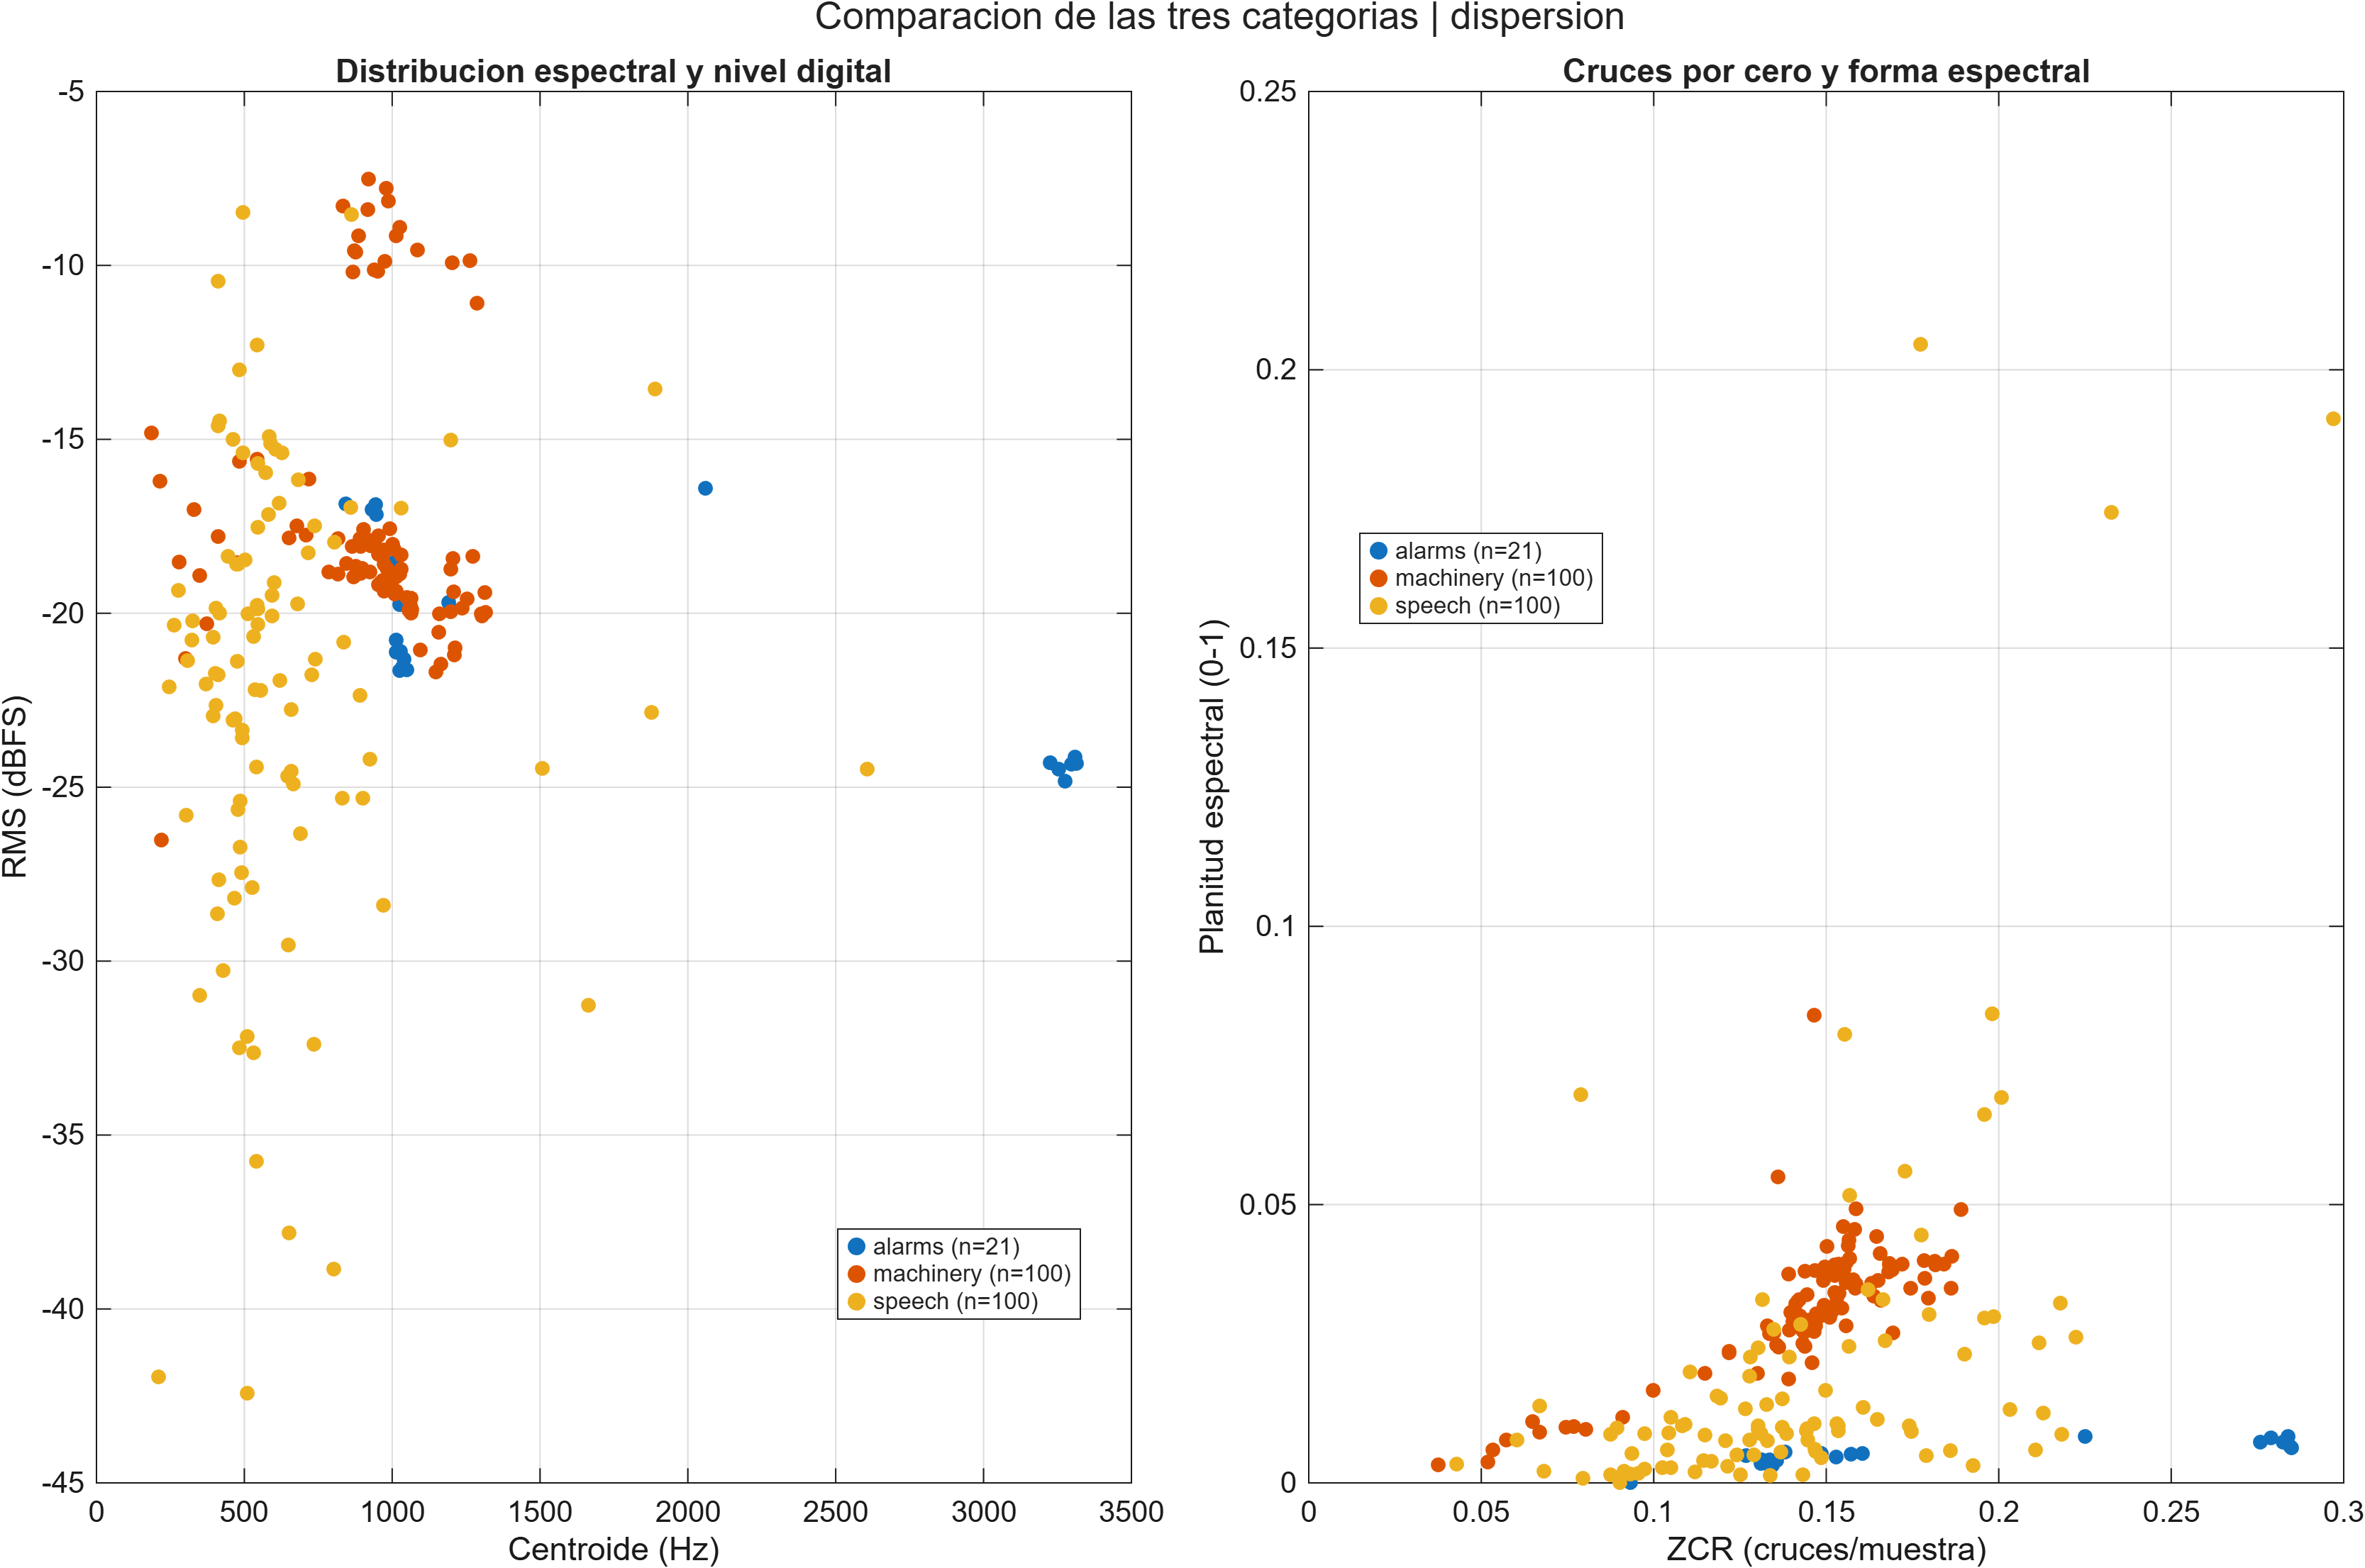 Comparacion de las tres categorias | dispersion
Distribucion espectral y nivel digital
-5
-10
-15
-20
-25
-30
-35
-40
-45
RMS (dBFS)
0 500 1000 1500 2000 2500 3000 3500
Centroide (Hz)
alarms (n=21)
machinery (n=100)
speech (n=100)
Cruces por cero y forma espectral
0.25
0.2
0.15
0.1
0.05
0
Planitud espectral (0-1)
0 0.05 0.1 0.15 0.2 0.25 0.3
ZCR (cruces/muestra)
alarms (n=21)
machinery (n=100)
speech (n=100)